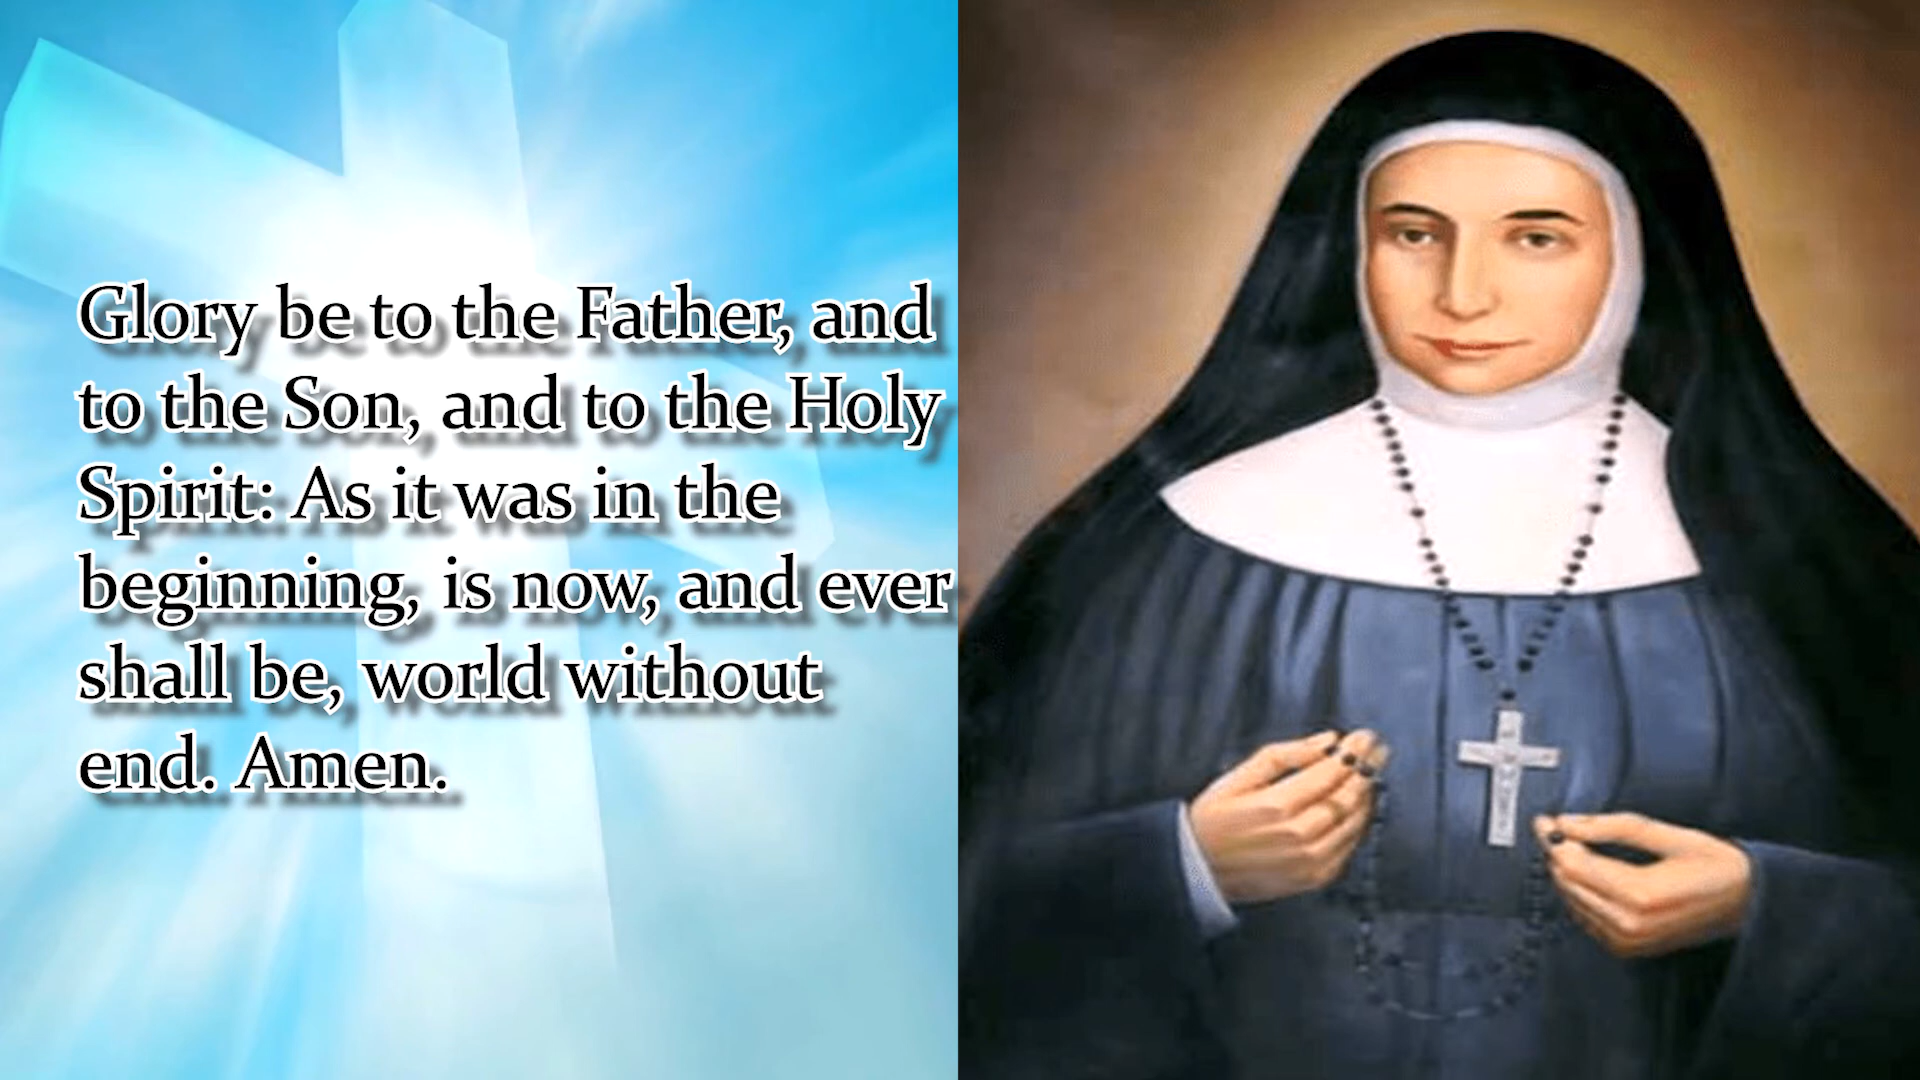 Glory be to the Father, and
to the Son, and to the Holy
Spirit: As it was in the
beginning, is now, and ever
shall be, world without
end. Amen.